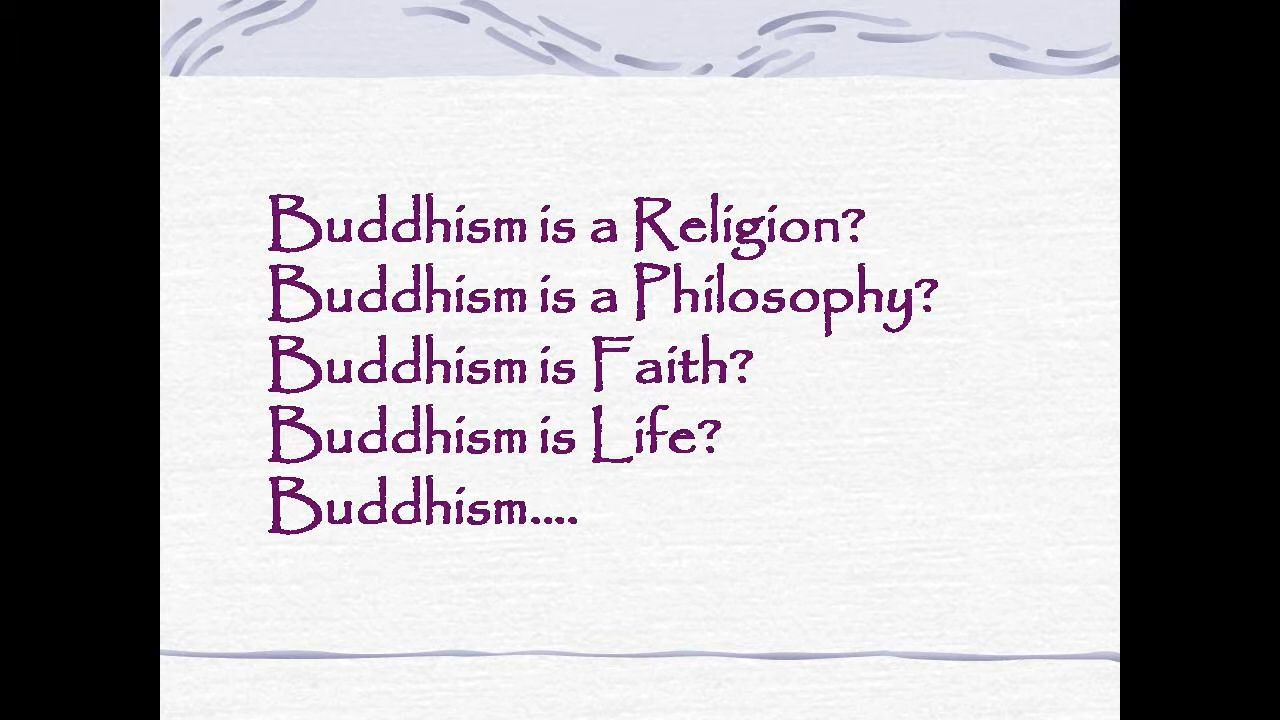 Buddhism is a Religion?
Buddhism is a Philosophy?
Buddhism is Faith?
Buddhism is Life?
Buddhism....